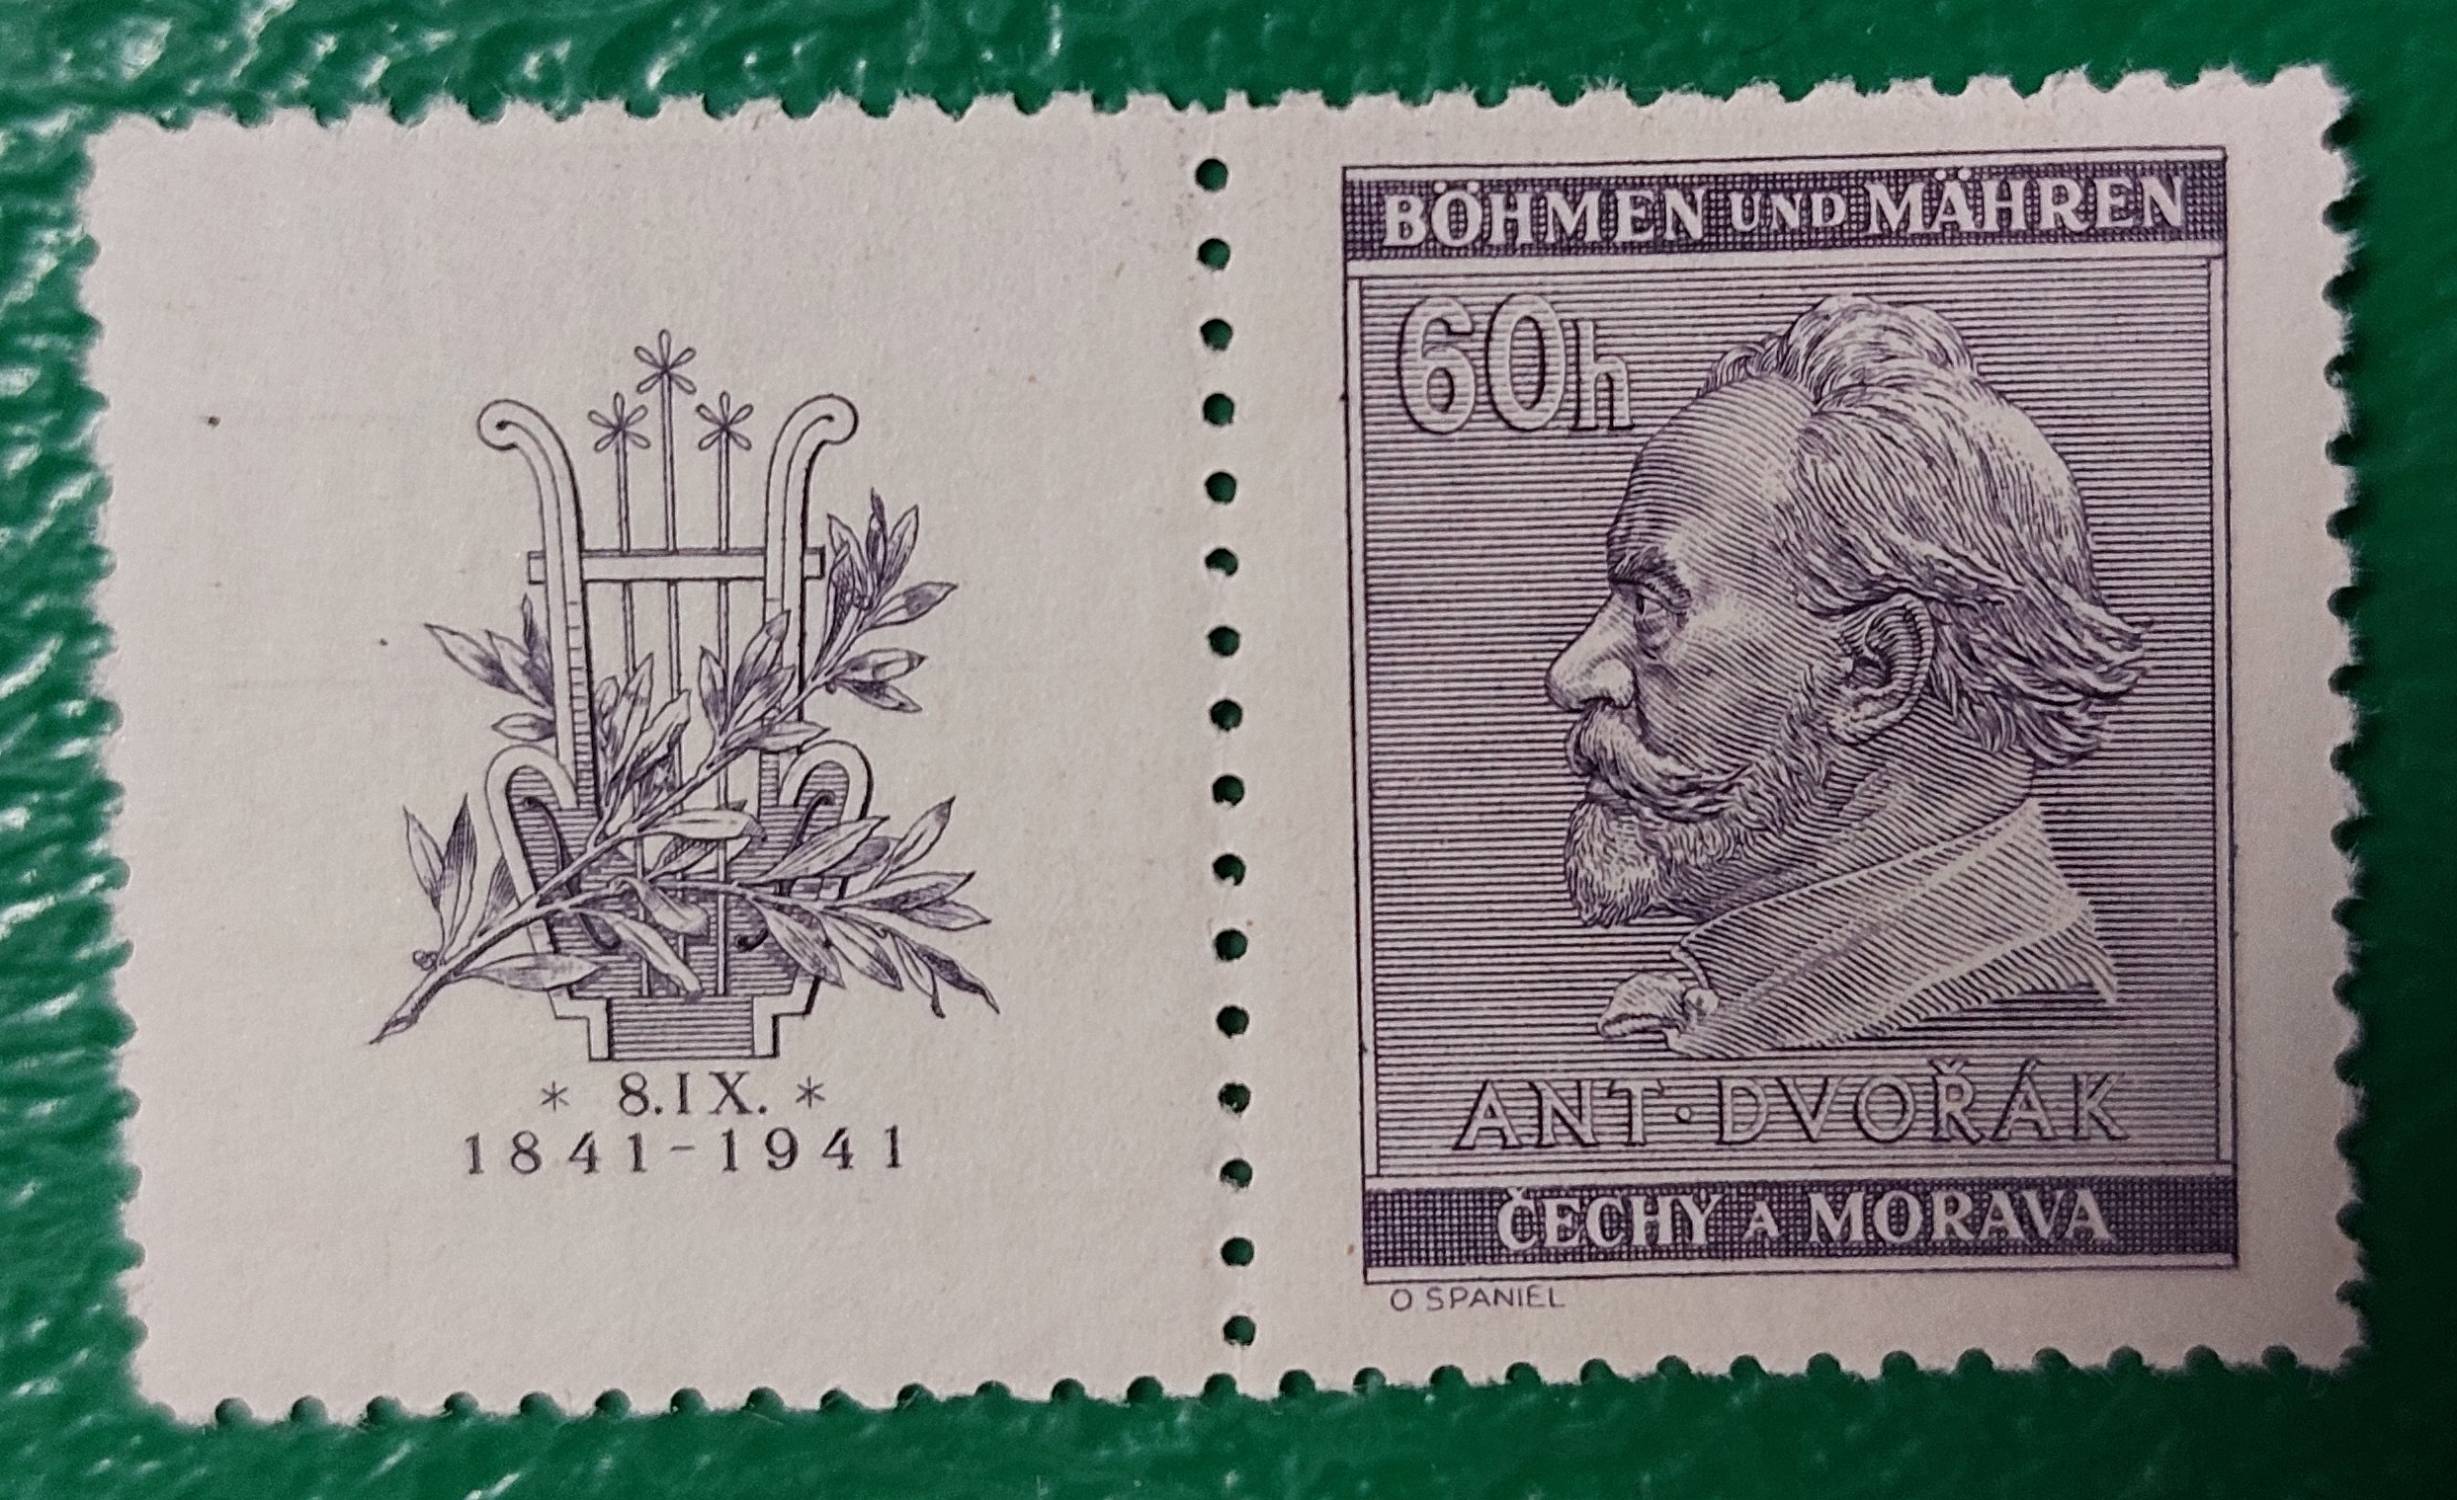 * 8.IX. *
1841-1941
BÖHMEN UND MÄHREN
60h
ANT·DVOŘÁK
ČECHY A MORAVA
O SPANIEL